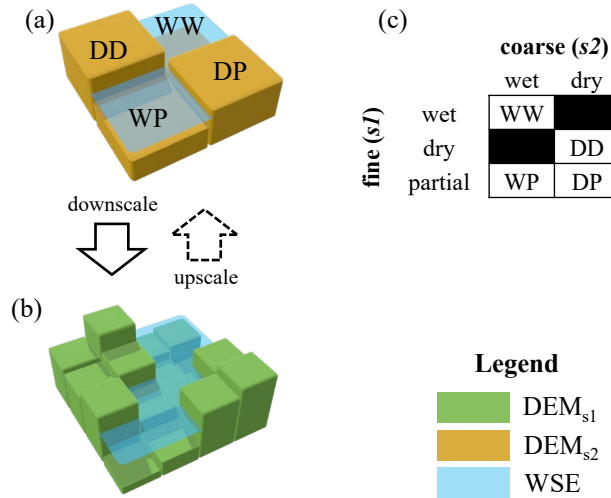 (a)
WW
DD
DP
WP
downscale
upscale
(b)
(c)
coarse (s2)
wet dry
fine (s1)
wet WW
dry DD
partial WP DP
Legend
DEMs1
DEMs2
WSE